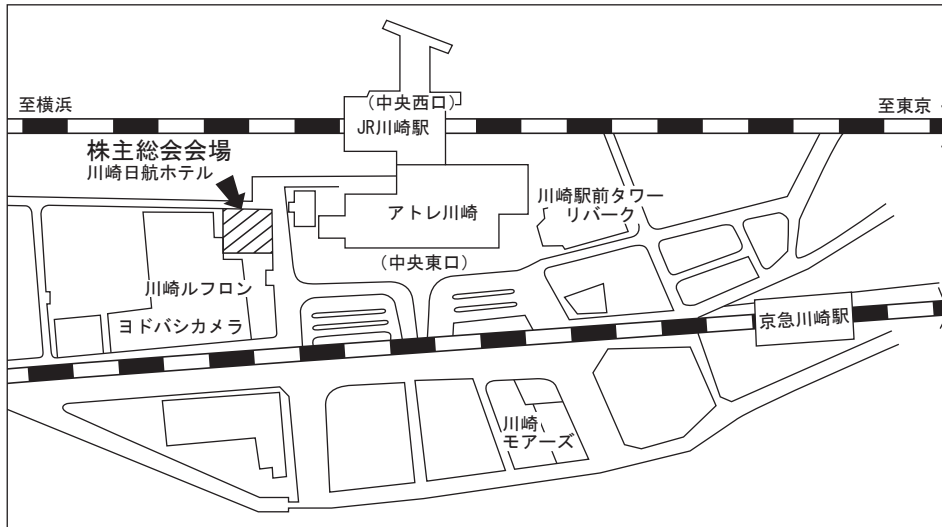 至横浜
(中央西口)
JR川崎駅
至東京
株主総会会場
川崎日航ホテル
アトレ川崎
川崎駅前タワー
リバーク
(中央東口)
川崎ルフロン
ヨドバシカメラ
京急川崎駅
川崎
モアーズ